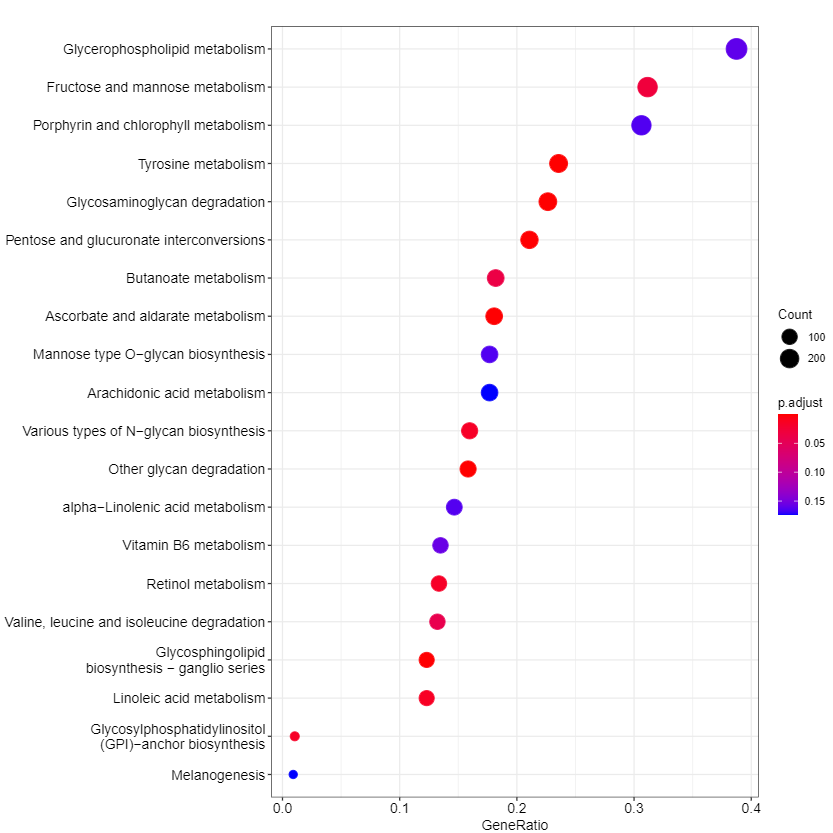 Glycerophospholipid metabolism
Fructose and mannose metabolism
Porphyrin and chlorophyll metabolism
Tyrosine metabolism
Glycosaminoglycan degradation
Pentose and glucuronate interconversions
Butanoate metabolism
Ascorbate and aldarate metabolism
Mannose type O−glycan biosynthesis
Arachidonic acid metabolism
Various types of N−glycan biosynthesis
Other glycan degradation
alpha−Linolenic acid metabolism
Vitamin B6 metabolism
Retinol metabolism
Valine, leucine and isoleucine degradation
Glycosphingolipid
biosynthesis − ganglio series
Linoleic acid metabolism
Glycosylphosphatidylinositol
(GPI)−anchor biosynthesis
Melanogenesis
0.0 0.1 0.2 0.3 0.4
GeneRatio
Count
100
200
p.adjust
0.05
0.10
0.15